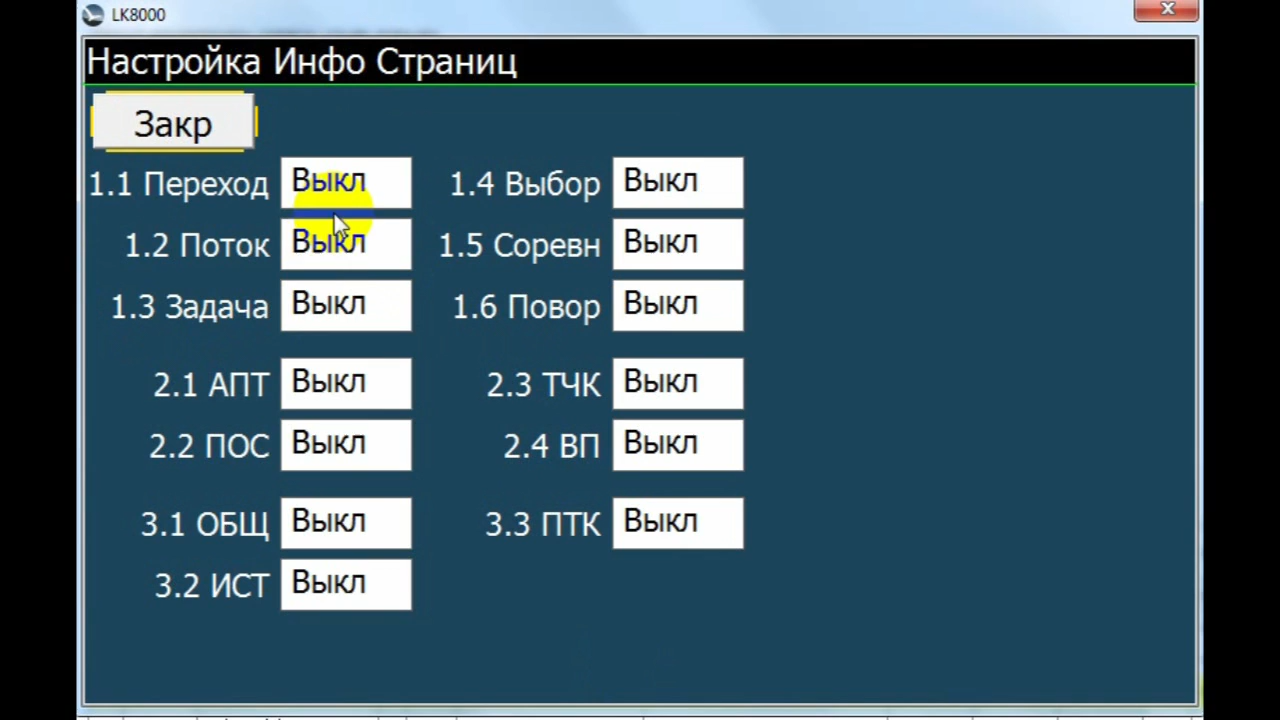 LK8000
Настройка Инфо Страниц
Закр
1.1 Переход Выкл 1.4 Выбор Выкл
1.2 Поток Выкл 1.5 Соревн Выкл
1.3 Задача Выкл 1.6 Повор Выкл
2.1 АПТ Выкл 2.3 ТЧК Выкл
2.2 ПОС Выкл 2.4 ВП Выкл
3.1 ОБЩ Выкл 3.3 ПТК Выкл
3.2 ИСТ Выкл